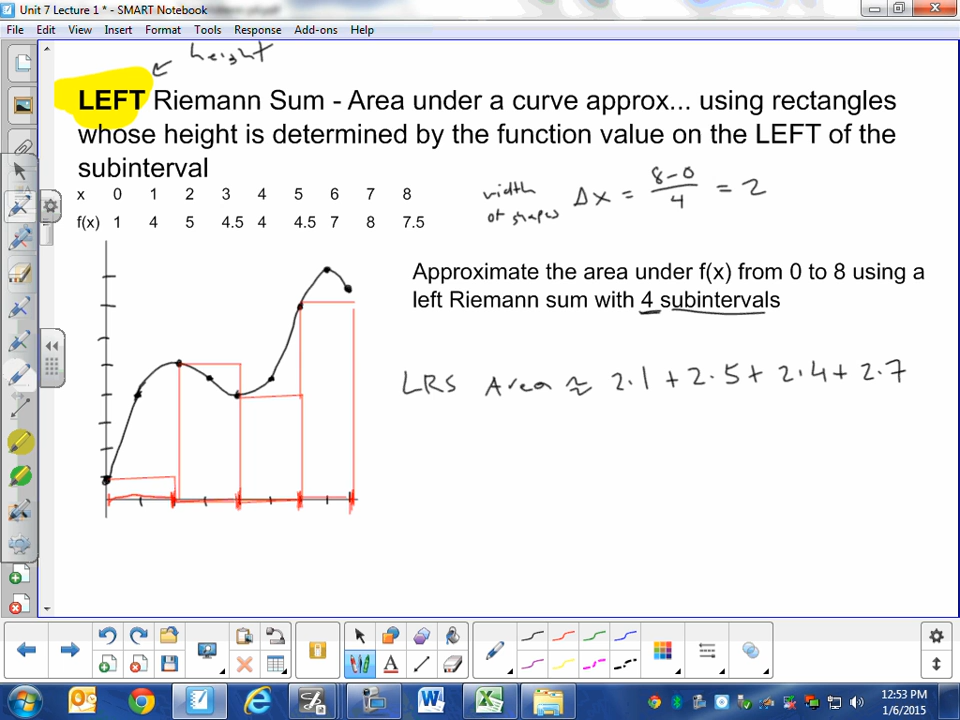 Unit 7 Lecture 1 * - SMART Notebook
File Edit View Insert Format Tools Response Add-ons Help
height
LEFT Riemann Sum - Area under a curve approx... using rectangles
whose height is determined by the function value on the LEFT of the
subinterval
x 0 1 2 3 4 5 6 7 8
f(x) 1 4 5 4.5 4 4.5 7 8 7.5
width
of shapes
Δx = 8-0/4 = 2
Approximate the area under f(x) from 0 to 8 using a
left Riemann sum with 4 subintervals
LRS Area ≈ 2·1 + 2·5 + 2·4 + 2·7
12:53 PM
1/6/2015